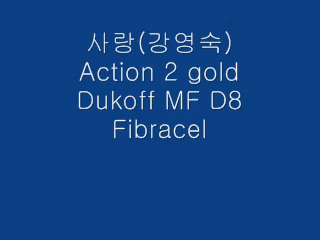 사랑(강영숙)
Action 2 gold
Dukoff MF D8
Fibracel